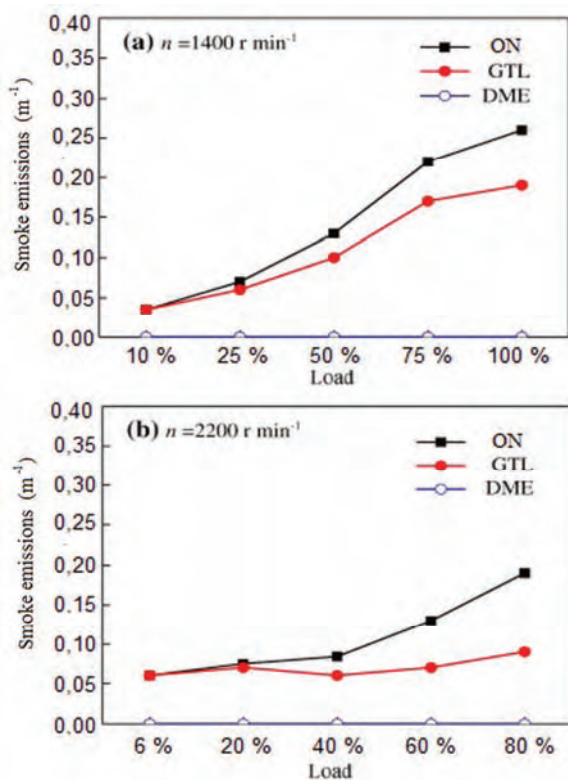 (a) n =1400 r min⁻¹
ON
GTL
DME
Smoke emissions (m⁻¹)
0,40
0,35
0,30
0,25
0,20
0,15
0,10
0,05
0.00
10 % 25 % 50 % 75 % 100 %
Load
(b) n =2200 r min⁻¹
ON
GTL
DME
Smoke emissions (m⁻¹)
0,40
0,35
0,30
0,25
0,20
0,15
0,10
0,05
0.00
6 % 20 % 40 % 60 % 80 %
Load